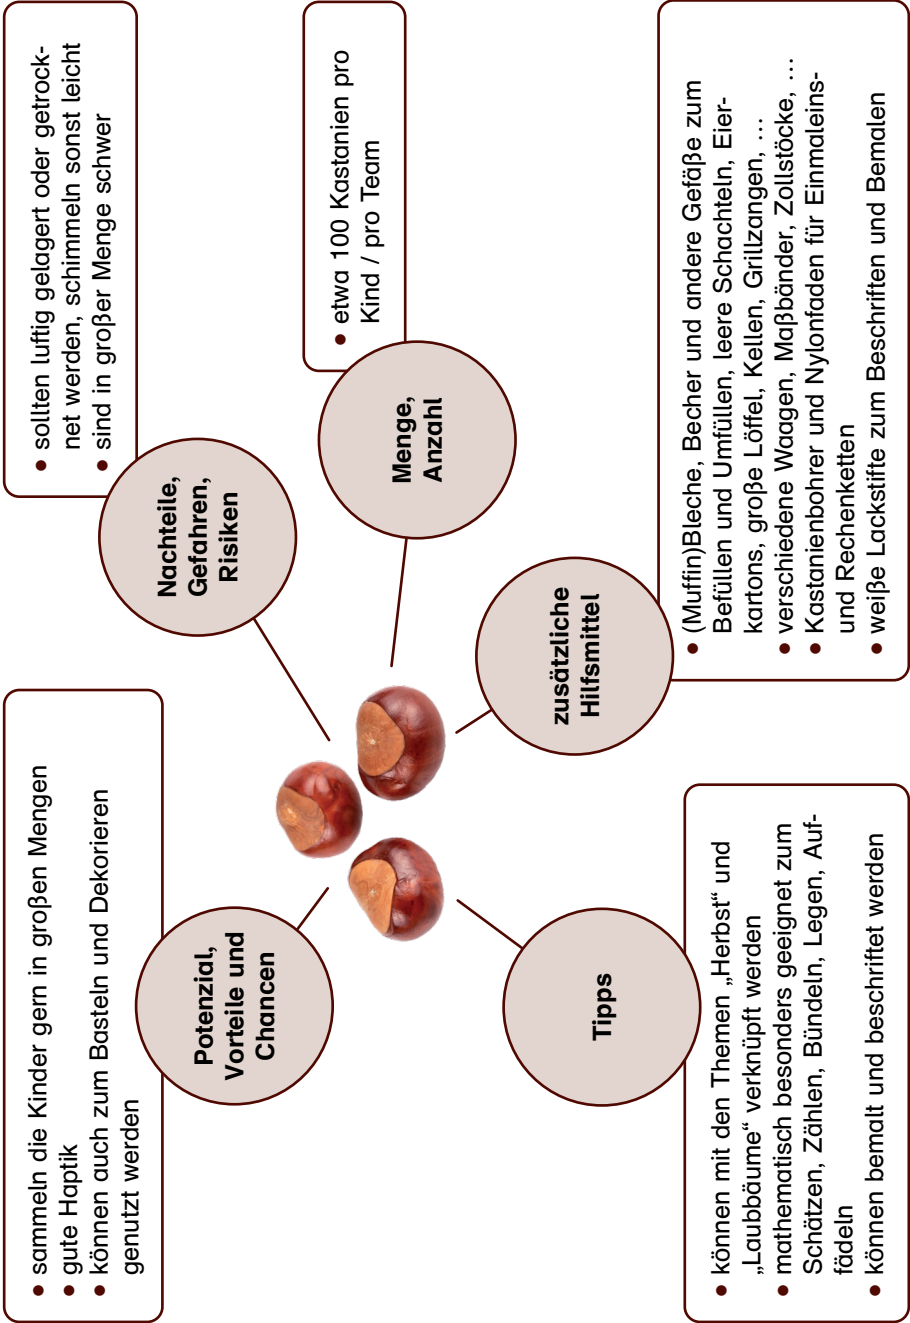 sammeln die Kinder gern in großen Mengen
gute Haptik
können auch zum Basteln und Dekorieren
genutzt werden
Potenzial,
Vorteile und
Chancen
sollten luftig gelagert oder getrock-
net werden, schimmeln sonst leicht
sind in großer Menge schwer
Nachteile,
Gefahren,
Risiken
etwa 100 Kastanien pro
Kind / pro Team
Menge,
Anzahl
Tipps
können mit den Themen „Herbst“ und
„Laubbäume“ verknüpft werden
mathematisch besonders geeignet zum
Schätzen, Zählen, Bündeln, Legen, Auf-
fädeln
können bemalt und beschriftet werden
zusätzliche
Hilfsmittel
(Muffin)Bleche, Becher und andere Gefäße zum
Befüllen und Umfüllen, leere Schachteln, Eier-
kartons, große Löffel, Kellen, Grillzangen, …
verschiedene Waagen, Maßbänder, Zollstöcke, …
Kastanienbohrer und Nylonfaden für Einmaleins-
und Rechenketten
weiße Lackstifte zum Beschriften und Bemalen